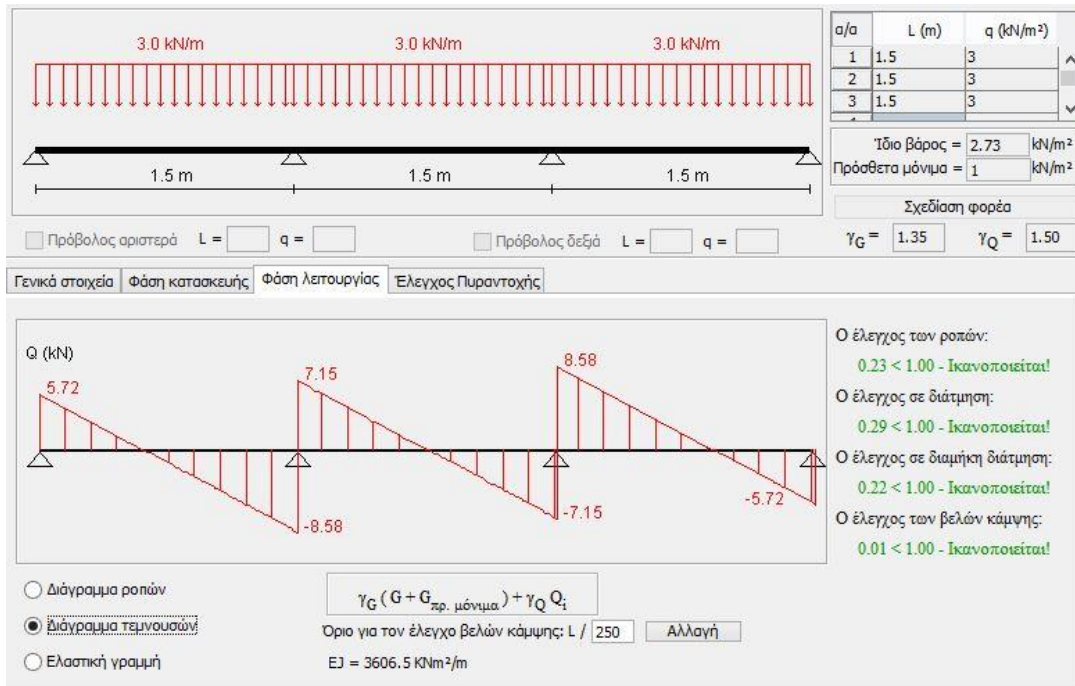 3.0 kN/m 3.0 kN/m 3.0 kN/m
1.5 m 1.5 m 1.5 m
Πρόβολος αριστερά L = q = Πρόβολος δεξιά L = q =
α/α L (m) q (kN/m²)
1 1.5 3
2 1.5 3
3 1.5 3
Ίδιο βάρος = 2.73 kN/m²
Πρόσθετα μόνιμα = 1 kN/m²
Σχεδίαση φορέα
γG = 1.35 γQ = 1.50
Γενικά στοιχεία Φάση κατασκευής Φάση λειτουργίας Έλεγχος Πυραντοχής
Q (kN)
5.72 7.15 8.58
-8.58 -7.15 -5.72
Ο έλεγχος των ροπών:
0.23 < 1.00 - Ικανοποιείται!
Ο έλεγχος σε διάτμηση:
0.29 < 1.00 - Ικανοποιείται!
Ο έλεγχος σε διαμήκη διάτμηση:
0.22 < 1.00 - Ικανοποιείται!
Ο έλεγχος των βελών κάμψης:
0.01 < 1.00 - Ικανοποιείται!
Διάγραμμα ροπών
Διάγραμμα τεμνουσών
Ελαστική γραμμή
γG (G + Gπρ. μόνιμα) + γQ Qi
Όριο για τον έλεγχο βελών κάμψης: L / 250 Αλλαγή
EJ = 3606.5 KNm²/m